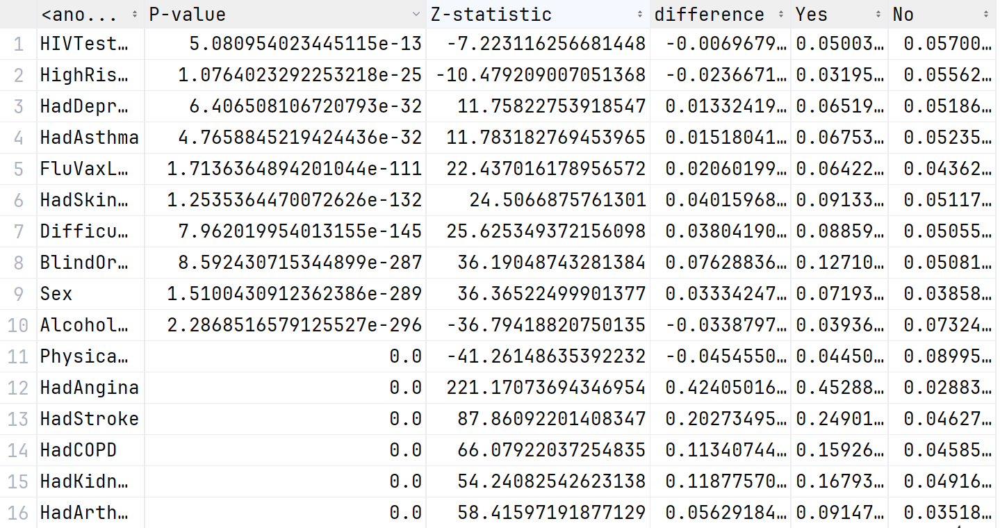 <ano... P-value Z-statistic difference Yes No
1 HIVTest… 5.080954023445115e-13 -7.223116256681448 -0.0069679… 0.05003… 0.05700…
2 HighRis… 1.0764023292253218e-25 -10.479209007051368 -0.0236671… 0.03195… 0.05562…
3 HadDepr… 6.406508106720793e-32 11.75822753918547 0.01332419… 0.06519… 0.05186…
4 HadAsthma 4.7658845219424436e-32 11.783182769453965 0.01518041… 0.06753… 0.05235…
5 FluVaxL… 1.7136364894201044e-111 22.437016178956572 0.02060199… 0.06422… 0.04362…
6 HadSkin… 1.2535364470072626e-132 24.5066875761301 0.04015968… 0.09133… 0.05117…
7 Difficu… 7.962019954013155e-145 25.625349372156098 0.03804190… 0.08859… 0.05055…
8 BlindOr… 8.592430715344899e-287 36.19048743281384 0.07628836… 0.12710… 0.05081…
9 Sex 1.5100430912362386e-289 36.36522499901377 0.03334247… 0.07193… 0.03858…
10 Alcohol… 2.2868516579125527e-296 -36.79418820750135 -0.0338797… 0.03936… 0.07324…
11 Physica… 0.0 -41.26148635392232 -0.0454550… 0.04450… 0.08995…
12 HadAngina 0.0 221.17073694346954 0.42405016… 0.45288… 0.02883…
13 HadStroke 0.0 87.86092201408347 0.20273495… 0.24901… 0.04627…
14 HadCOPD 0.0 66.07922037254835 0.11340744… 0.15926… 0.04585…
15 HadKidn… 0.0 54.24082542623138 0.11877570… 0.16793… 0.04916…
16 HadArth… 0.0 58.41597191877129 0.05629184… 0.09147… 0.03518…